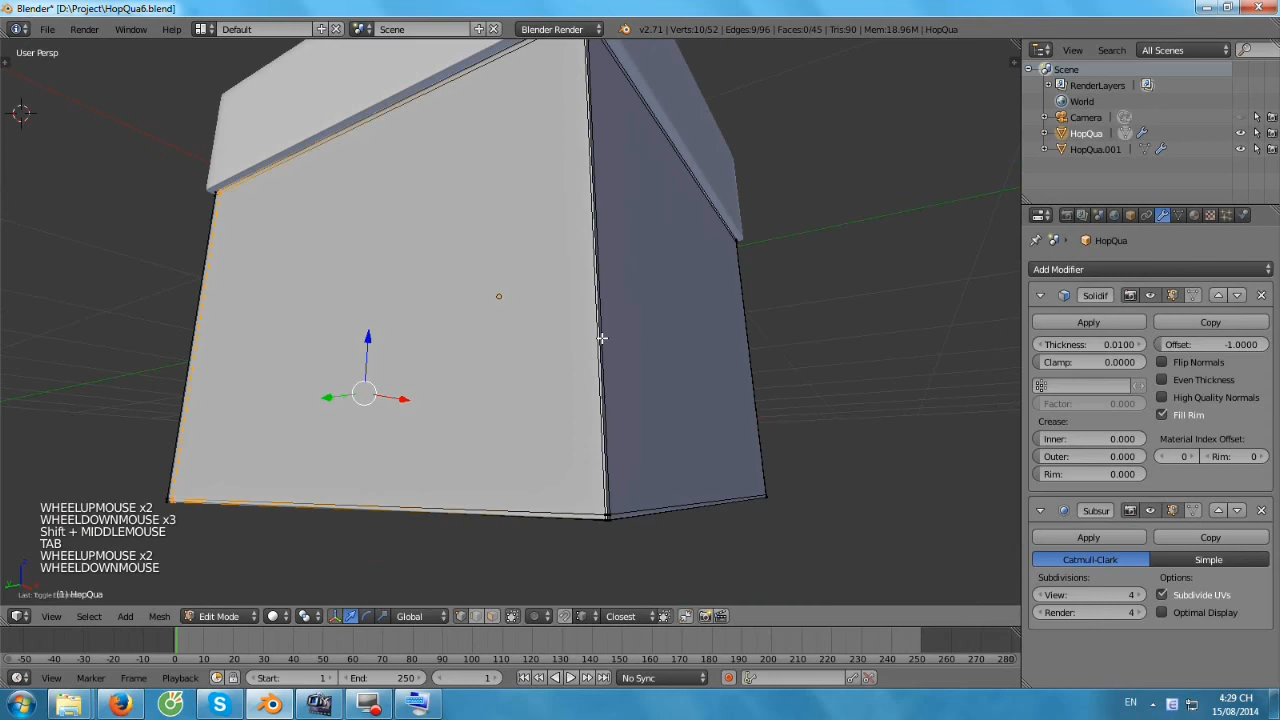 Blender* [D:\Project\HopQua6.blend]
File Render Window Help Default Scene Blender Render v2.71 | Verts:10/52 | Edges:9/96 | Faces:0/45 | Tris:90 | Mem:18.96M | HopQua
User Persp
View Search All Scenes
Scene
RenderLayers
World
Camera
HopQua
HopQua.001
HopQua
Add Modifier
Solidif
Apply Copy
Thickness: 0.0100 Offset: -1.0000
Clamp: 0.0000 Flip Normals
Even Thickness
High Quality Normals
Factor: 0.000 Fill Rim
Crease: Material Index Offset:
Inner: 0.000
Outer: 0.000 0 Rim: 0
Rim: 0.000
Subsur
Apply Copy
Catmull-Clark Simple
Subdivisions: Options:
View: 4 Subdivide UVs
Render: 4 Optimal Display
WHEELUPMOUSE x2
WHEELDOWNMOUSE x3
Shift + MIDDLEMOUSE
TAB
WHEELUPMOUSE x2
WHEELDOWNMOUSE
(1) HopQua
View Select Add Mesh Edit Mode Global Closest
-50 -40 -30 -20 -10 0 10 20 30 40 50 60 70 80 90 100 110 120 130 140 150 160 170 180 190 200 210 220 230 240 250 260 270 280
View Marker Frame Playback Start: 1 End: 250 1 No Sync
EN 4:29 CH
15/08/2014